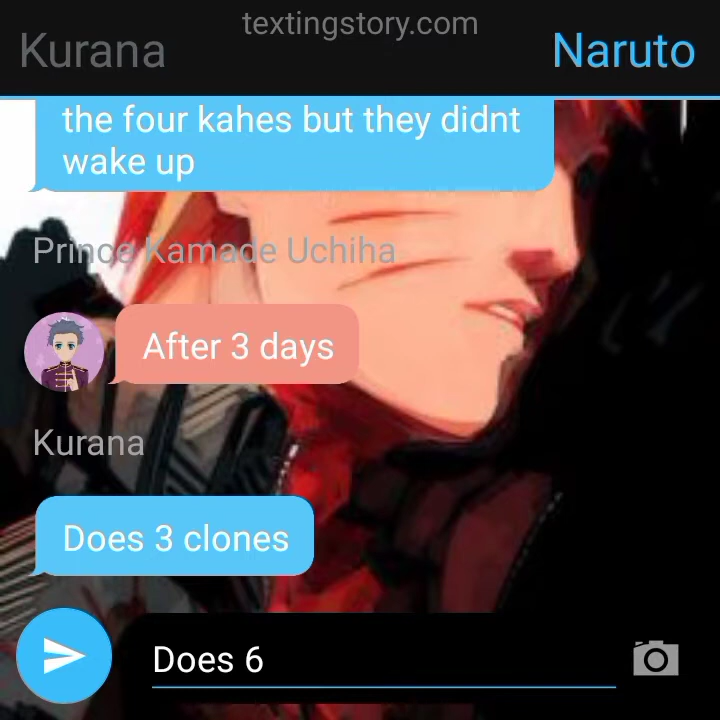 textingstory.com
Kurana
Naruto
the four kahes but they didnt
wake up
Prince Kamade Uchiha
After 3 days
Kurana
Does 3 clones
Does 6